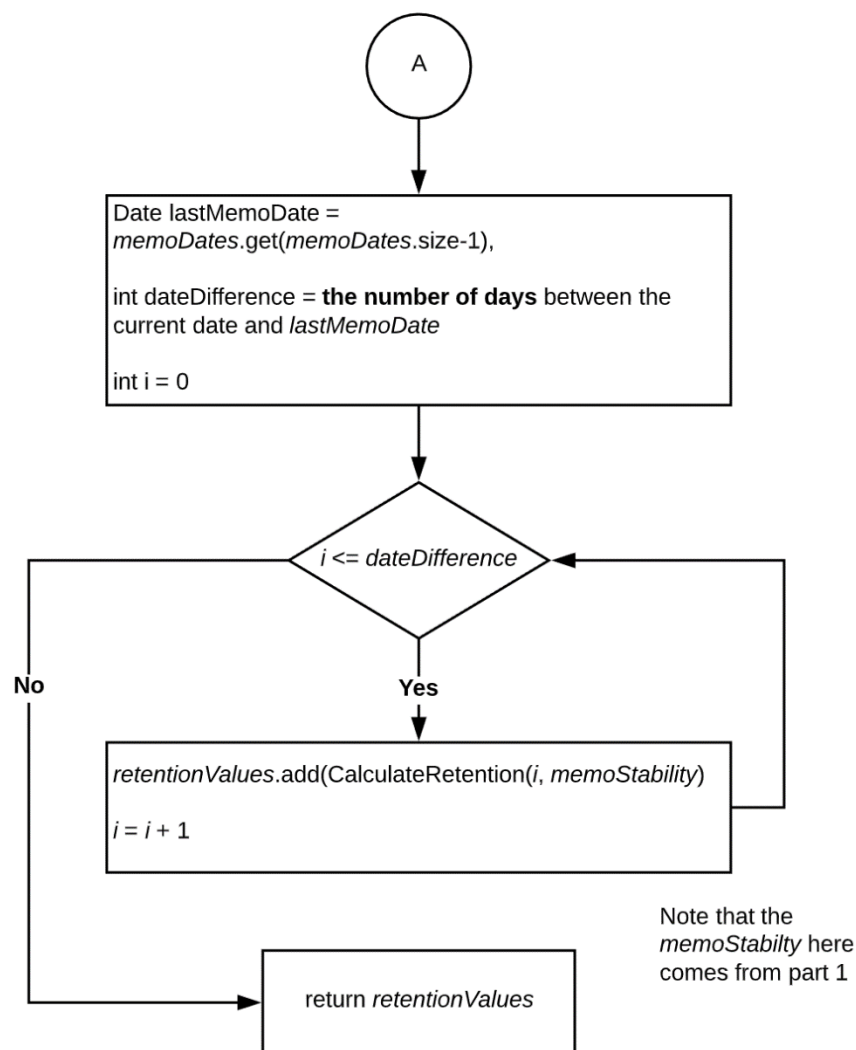 A
Date lastMemoDate =
memoDates.get(memoDates.size-1),
int dateDifference = the number of days between the
current date and lastMemoDate
int i = 0
i <= dateDifference
No
Yes
retentionValues.add(CalculateRetention(i, memoStability)
i = i + 1
Note that the
memoStabilty here
comes from part 1
return retentionValues